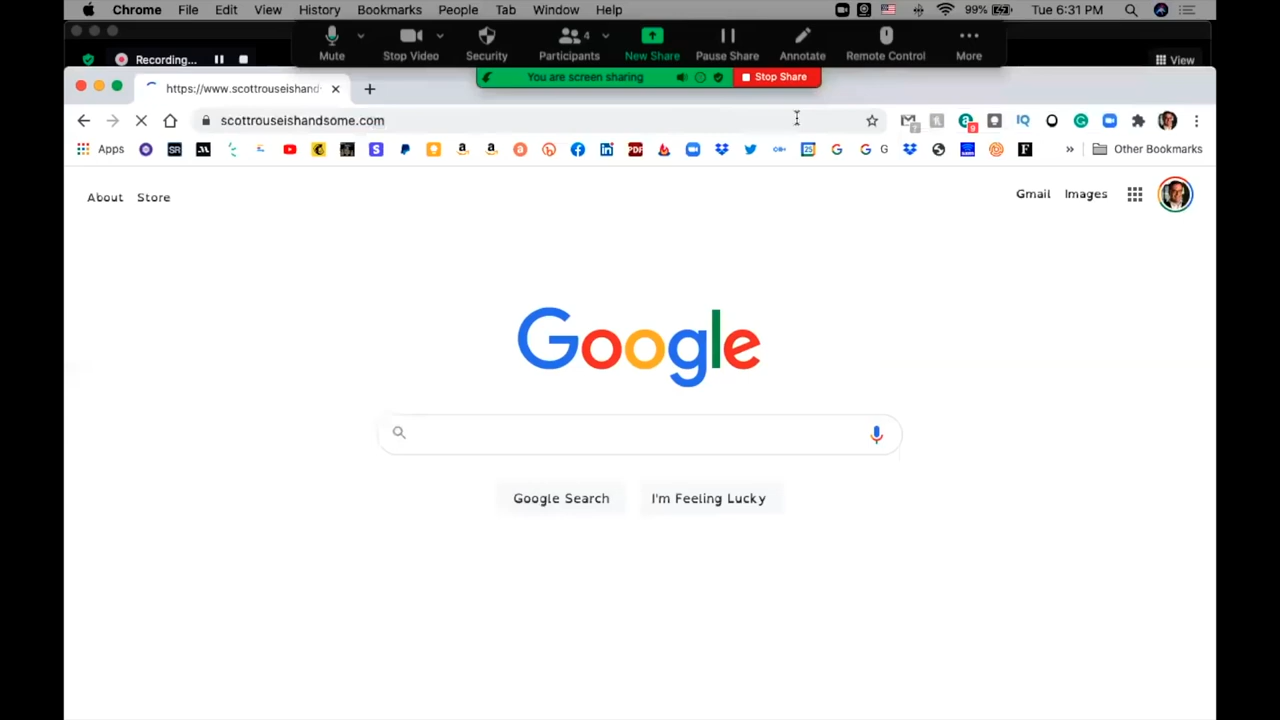 Chrome File Edit View History Bookmarks People Tab Window Help 99% Tue 6:31 PM
Recording...
Mute Stop Video Security Participants 4 New Share Pause Share Annotate Remote Control More
View
You are screen sharing Stop Share
https://www.scottrouseishand
scottrouseishandsome.com
Apps Other Bookmarks
About Store Gmail Images
Google
Google Search I'm Feeling Lucky